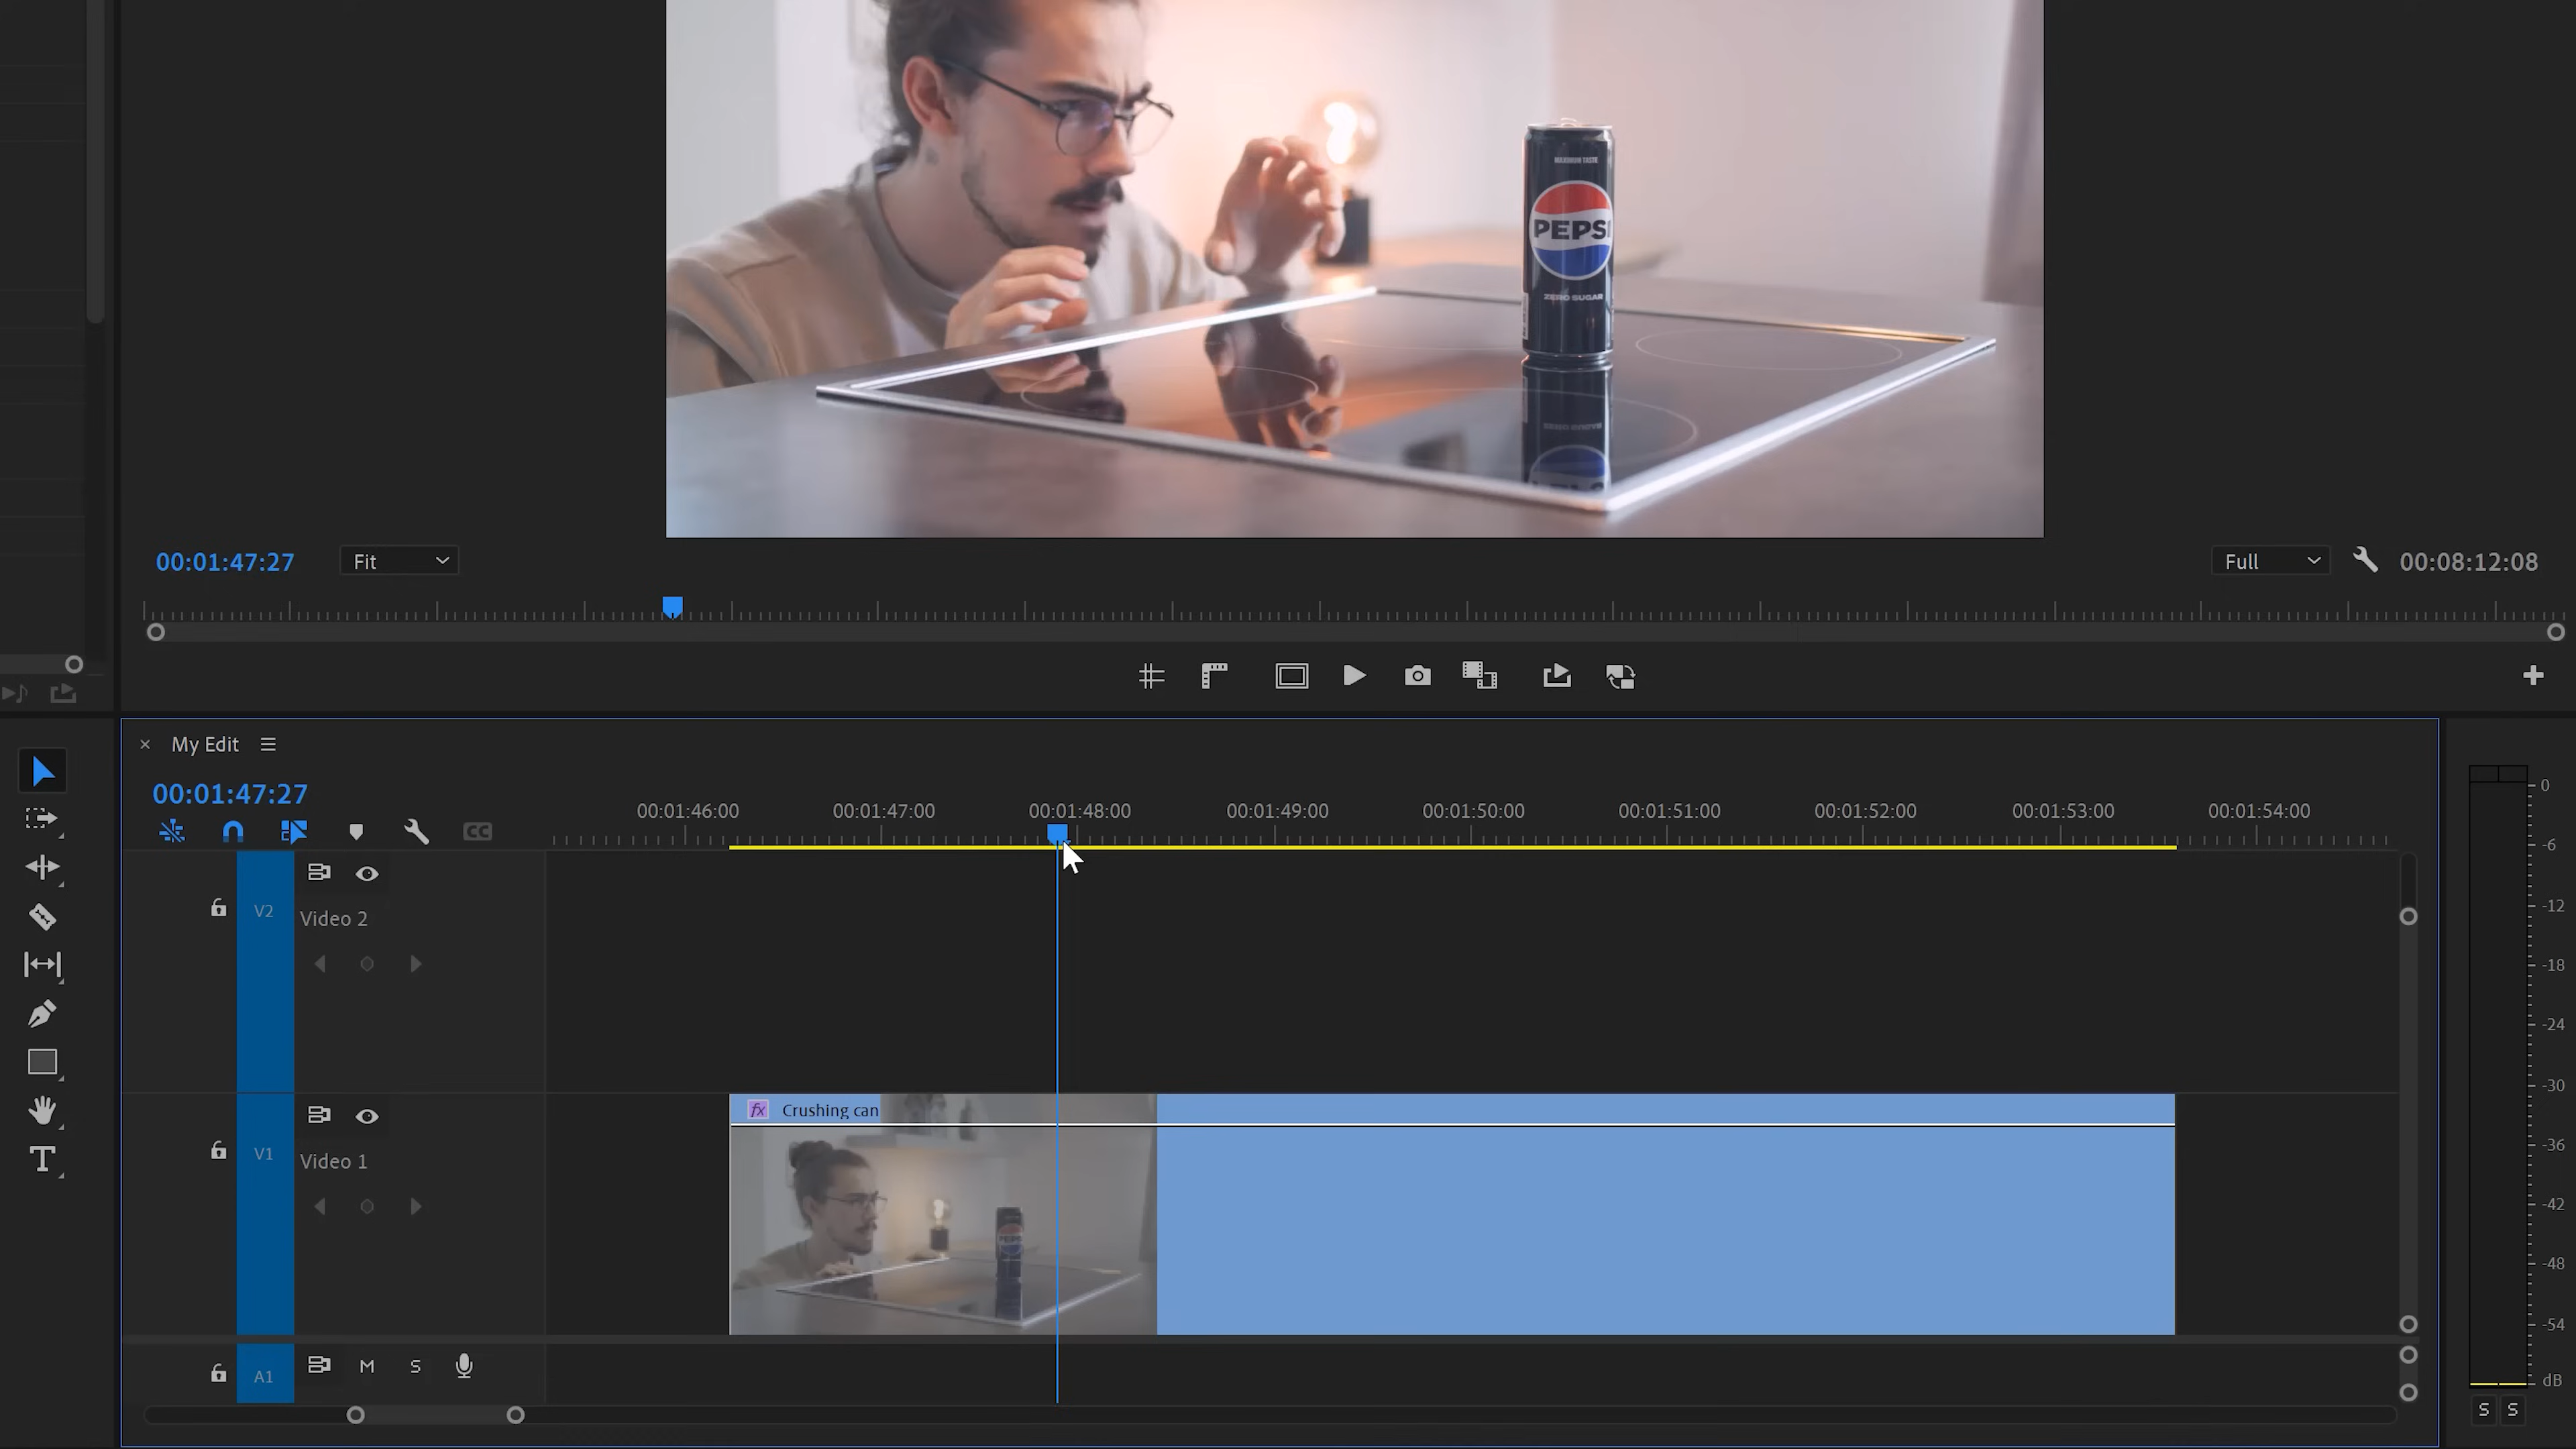 MAXIMUM TASTE
PEPSI
ZERO SUGAR
00:01:47:27
Fit
Full
00:08:12:08
My Edit
00:01:47:27
00:01:46:00
00:01:47:00
00:01:48:00
00:01:49:00
00:01:50:00
00:01:51:00
00:01:52:00
00:01:53:00
00:01:54:00
CC
V2
Video 2
fx Crushing can
V1
Video 1
PEPSI
A1
M
S
T
0
-6
-12
-18
-24
-30
-36
-42
-48
-54
dB
S S